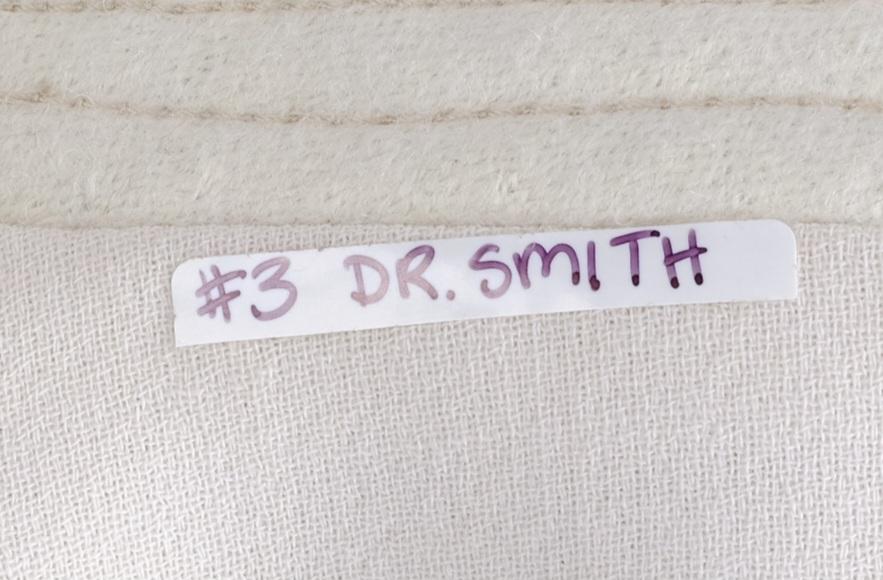 #3 DR. SMITH